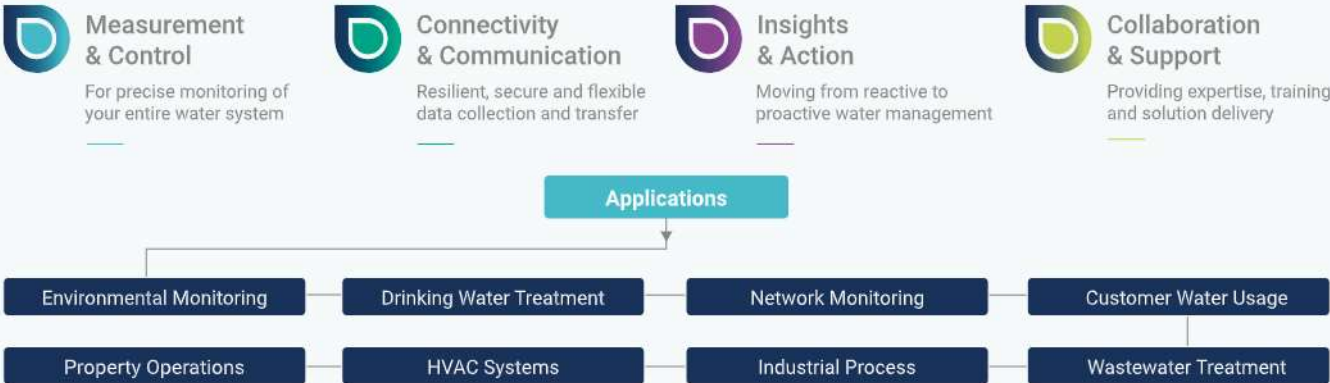 Measurement
& Control
For precise monitoring of
your entire water system
Connectivity
& Communication
Resilient, secure and flexible
data collection and transfer
Insights
& Action
Moving from reactive to
proactive water management
Collaboration
& Support
Providing expertise, training
and solution delivery
Applications
Environmental Monitoring
Drinking Water Treatment
Network Monitoring
Customer Water Usage
Property Operations
HVAC Systems
Industrial Process
Wastewater Treatment